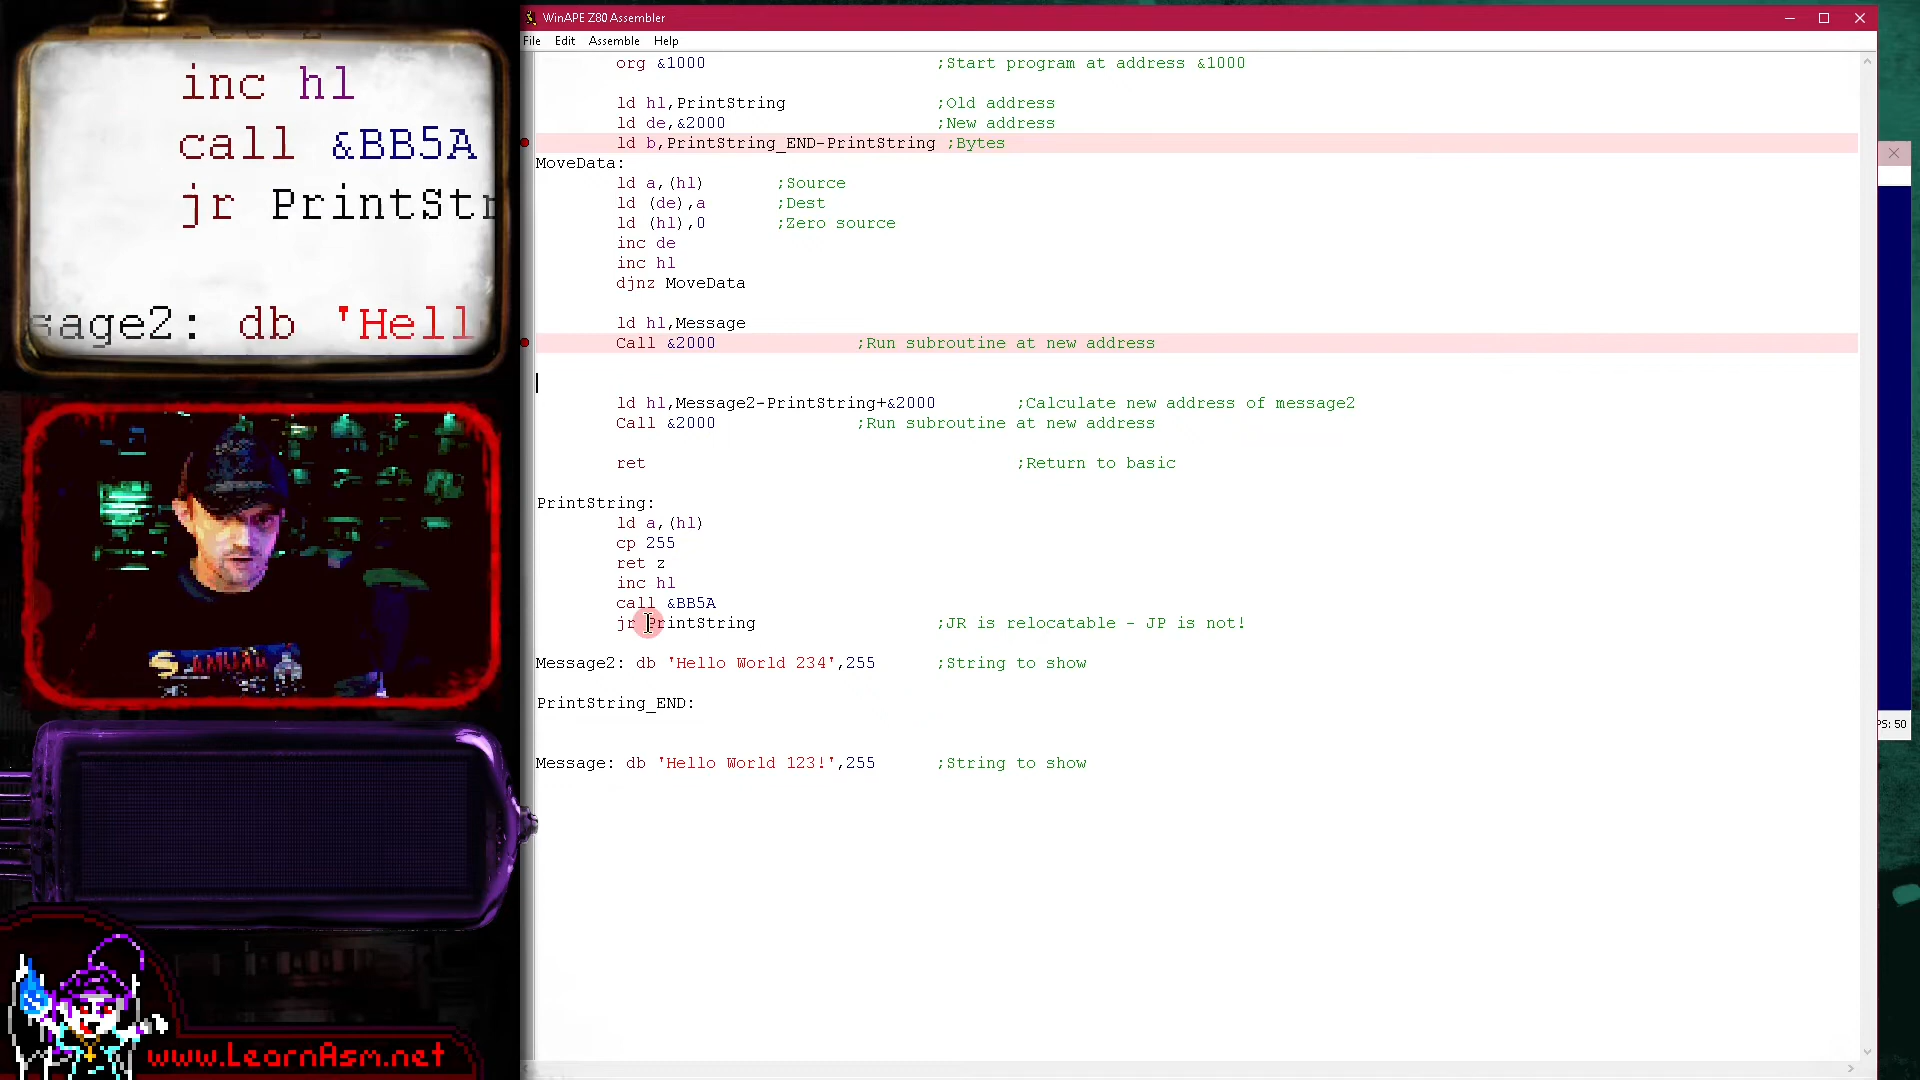 WinAPE Z80 Assembler
File Edit Assemble Help
org &1000 ;Start program at address &1000
ld hl,PrintString ;Old address
ld de,&2000 ;New address
ld b,PrintString_END-PrintString ;Bytes
MoveData:
ld a,(hl) ;Source
ld (de),a ;Dest
ld (hl),0 ;Zero source
inc de
inc hl
djnz MoveData
ld hl,Message
Call &2000 ;Run subroutine at new address
ld hl,Message2-PrintString+&2000 ;Calculate new address of message2
Call &2000 ;Run subroutine at new address
ret ;Return to basic
PrintString:
ld a,(hl)
cp 255
ret z
inc hl
call &BB5A
jr PrintString ;JR is relocatable - JP is not!
Message2: db 'Hello World 234',255 ;String to show
PrintString_END:
Message: db 'Hello World 123!',255 ;String to show
inc hl
call &BB5A
jr PrintStr
sage2: db 'Hell
PS: 50
www.LearnAsm.net